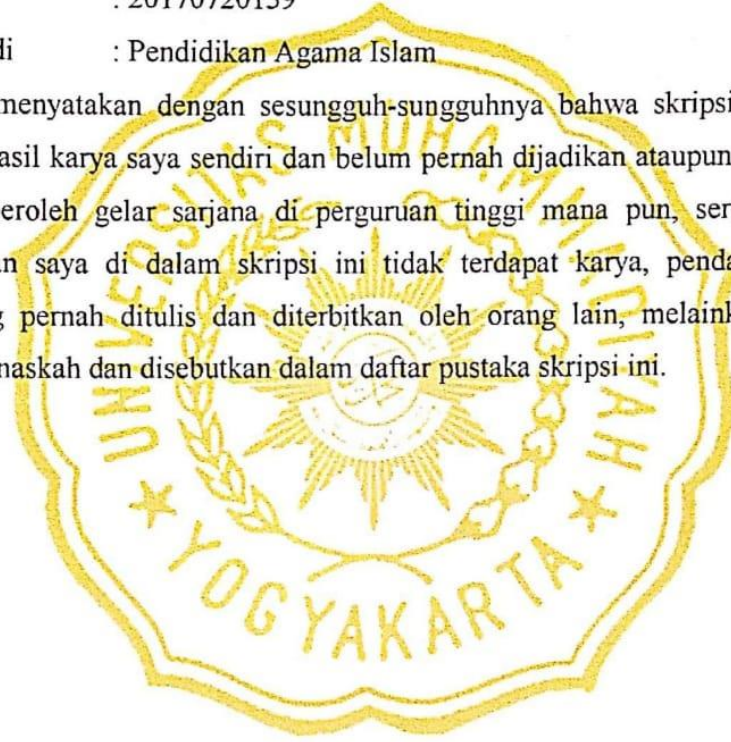 : 20170720139
di : Pendidikan Agama Islam
menyatakan dengan sesungguh-sungguhnya bahwa skripsi
asil karya saya sendiri dan belum pernah dijadikan ataupun
eroleh gelar sarjana di perguruan tinggi mana pun, ser
n saya di dalam skripsi ini tidak terdapat karya, penda
g pernah ditulis dan diterbitkan oleh orang lain, melaink
naskah dan disebutkan dalam daftar pustaka skripsi ini.
UNIVERSITAS MUHAMMADIYAH
YOGYAKARTA